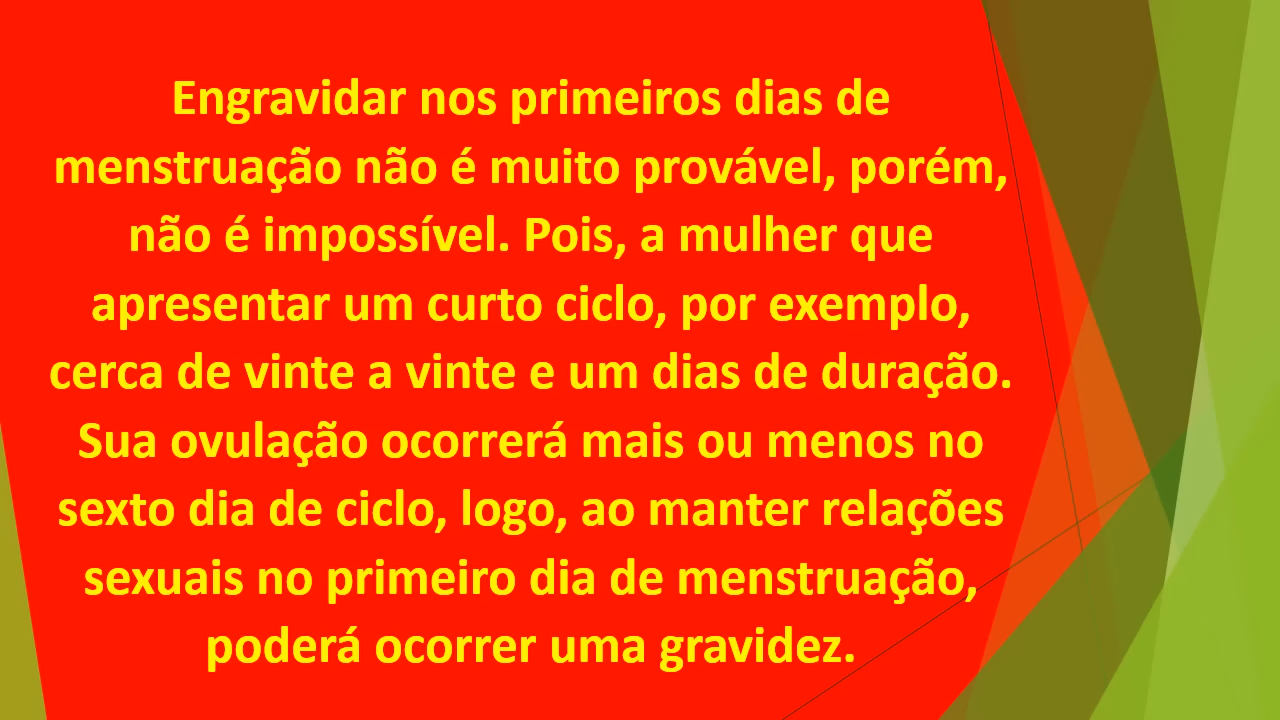 Engravidar nos primeiros dias de
menstruação não é muito provável, porém,
não é impossível. Pois, a mulher que
apresentar um curto ciclo, por exemplo,
cerca de vinte a vinte e um dias de duração.
Sua ovulação ocorrerá mais ou menos no
sexto dia de ciclo, logo, ao manter relações
sexuais no primeiro dia de menstruação,
poderá ocorrer uma gravidez.